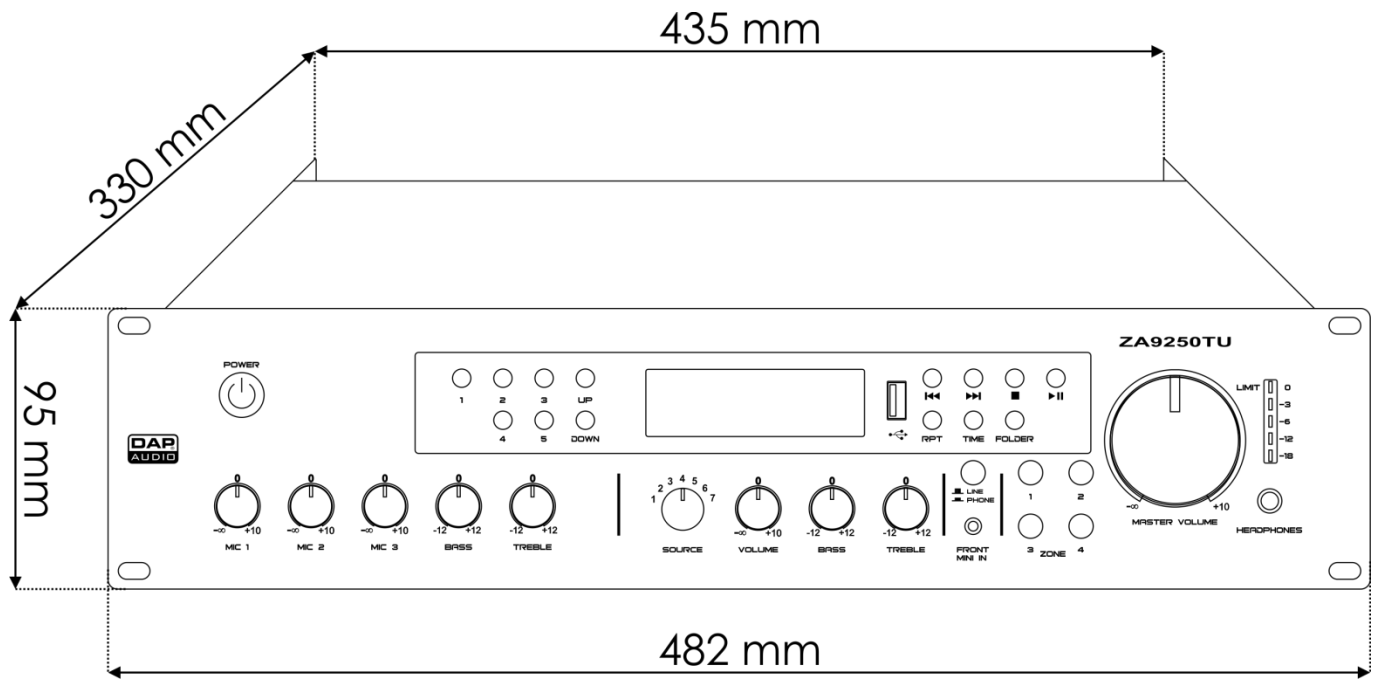 435 mm
330 mm
95 mm
ZA9250TU
POWER
1 2 3 UP
4 5 DOWN
RPT TIME FOLDER
LIMIT 0
-3
-6
-12
-18
DAP
AUDIO
0 0 0 0 0
-∞ +10 -∞ +10 -∞ +10 -12 +12 -12 +12
MIC 1 MIC 2 MIC 3 BASS TREBLE
1 2 3 4 5 6 7
SOURCE
0 0 0
-∞ +10 -12 +12 -12 +12
VOLUME BASS TREBLE
LINE
PHONE
FRONT
MINI IN
1 2
3 ZONE 4
-∞ +10
MASTER VOLUME
HEADPHONES
482 mm